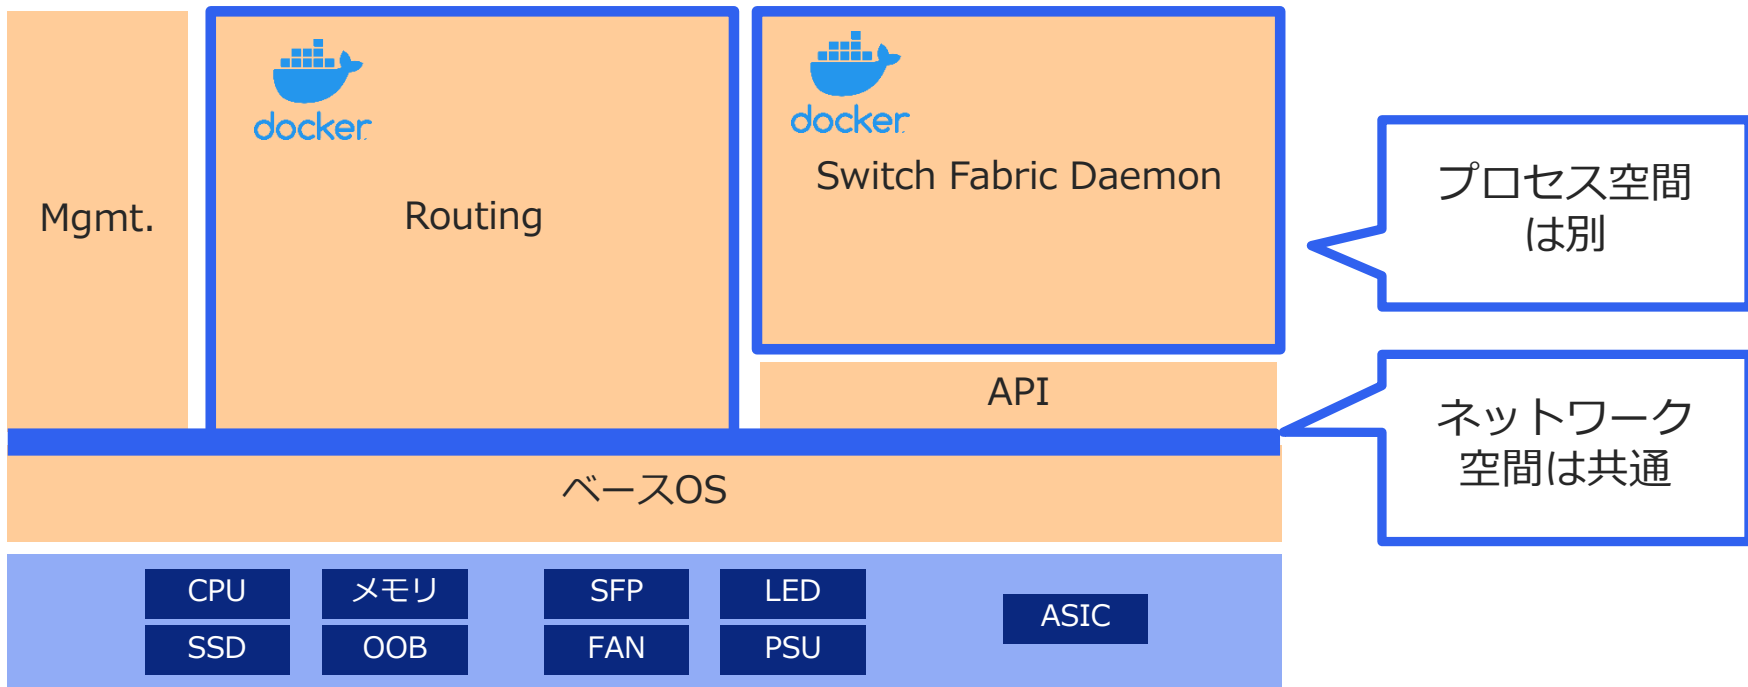 Mgmt.
docker
Routing
docker
Switch Fabric Daemon
API
ベースOS
プロセス空間
は別
ネットワーク
空間は共通
CPU
メモリ
SFP
LED
ASIC
SSD
OOB
FAN
PSU